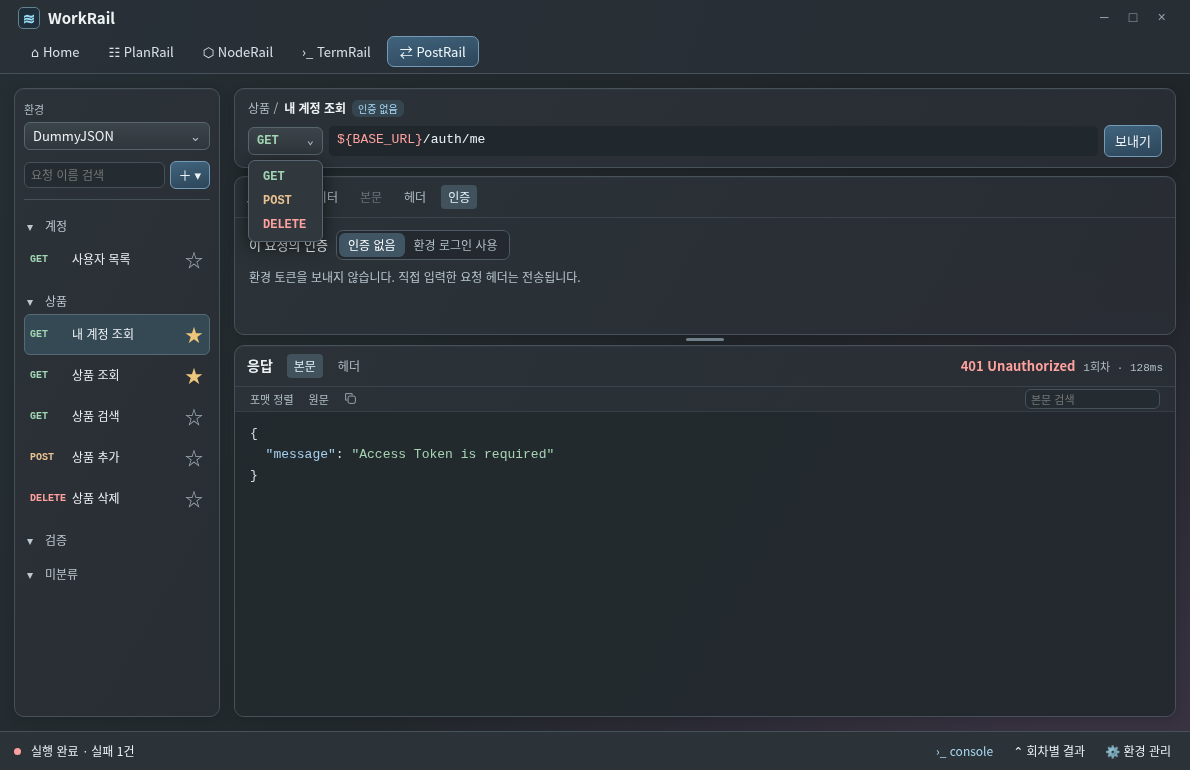 WorkRail
Home
PlanRail
NodeRail
›_ TermRail
PostRail
환경
DummyJSON
요청 이름 검색
+ ▾
▾ 계정
GET 사용자 목록 ☆
▾ 상품
GET 내 계정 조회 ★
GET 상품 조회 ★
GET 상품 검색 ☆
POST 상품 추가 ☆
DELETE 상품 삭제 ☆
▾ 검증
▾ 미분류
상품 / 내 계정 조회 인증 없음
GET ${BASE_URL}/auth/me 보내기
GET
POST
DELETE
터 본문 헤더 인증
이 요청의 인증 인증 없음 환경 로그인 사용
환경 토큰을 보내지 않습니다. 직접 입력한 요청 헤더는 전송됩니다.
응답 본문 헤더 401 Unauthorized 1회차 · 128ms
포맷 정렬 원문 본문 검색
{
"message": "Access Token is required"
}
실행 완료 · 실패 1건
›_ console
회차별 결과
환경 관리